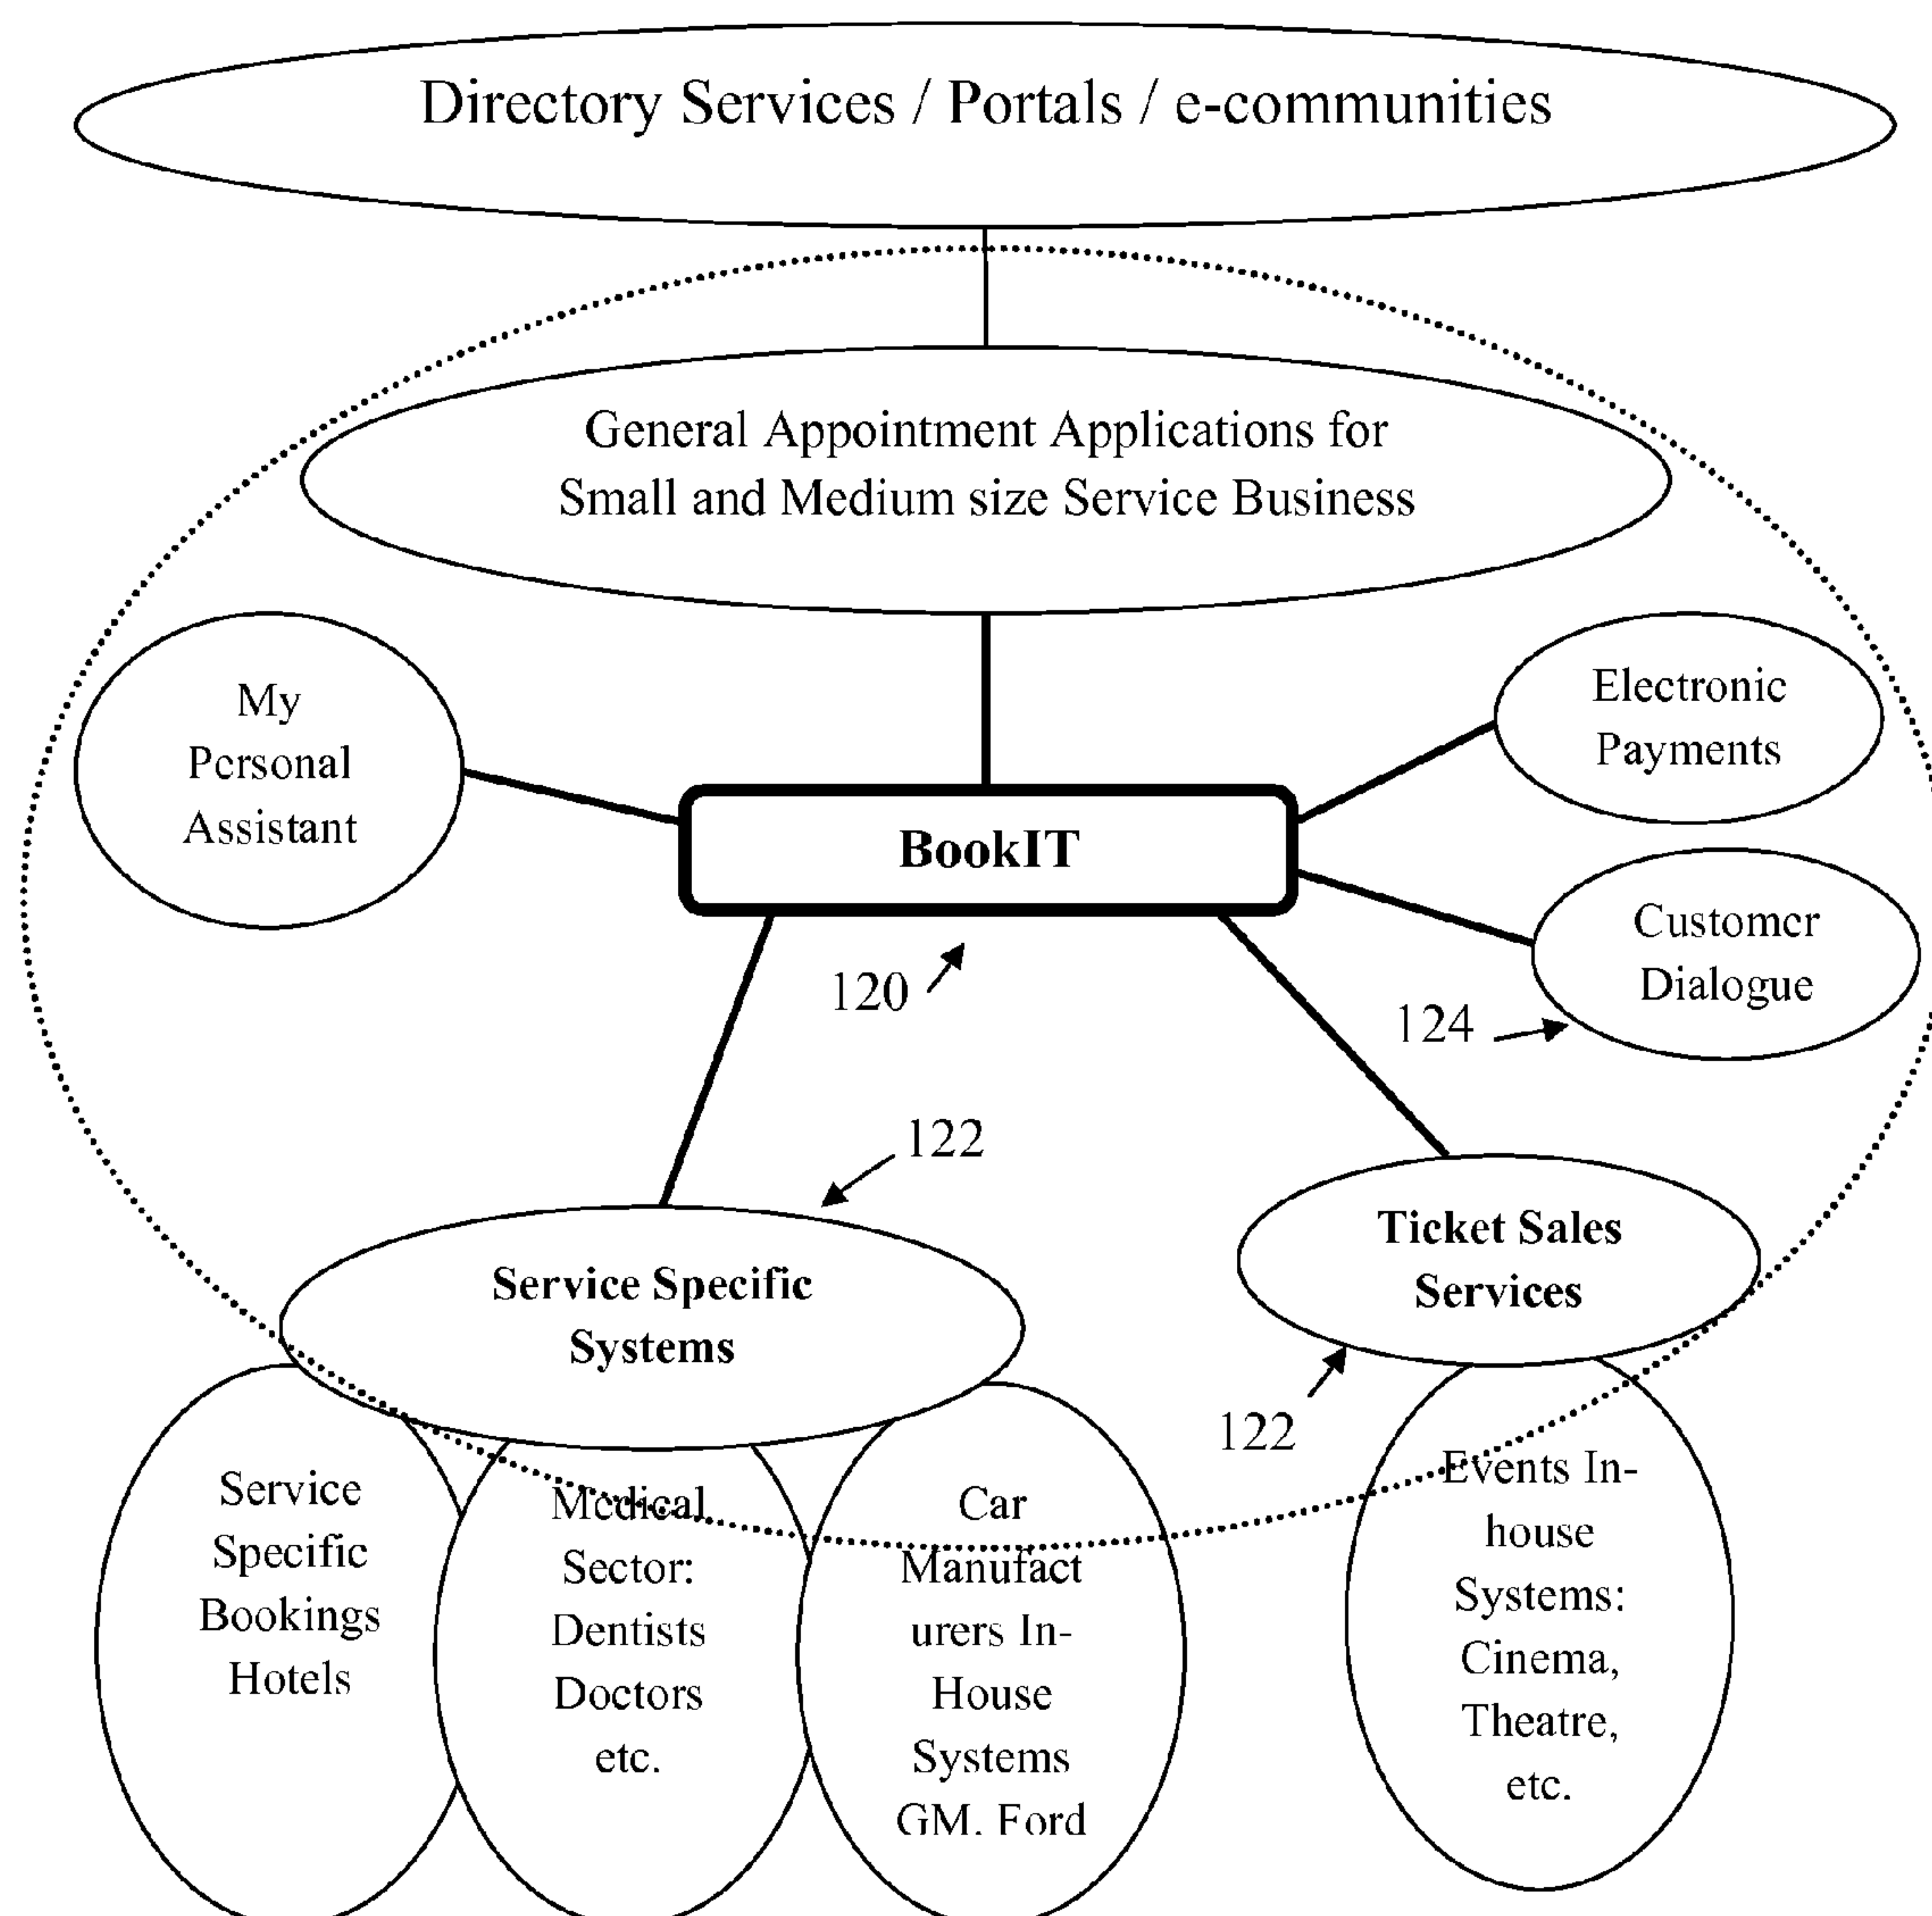 Directory Services / Portals / e-communities
General Appointment Applications for
Small and Medium size Service Business
My
Personal
Assistant
Electronic
Payments
BookIT
Customer
Dialogue
120
124
122
Service Specific
Systems
Ticket Sales
Services
122
Service
Specific
Bookings
Hotels
Medical
Sector:
Dentists
Doctors
etc.
Car
Manufact
urers In-
House
Systems
GM. Ford
Events In-
house
Systems:
Cinema,
Theatre,
etc.